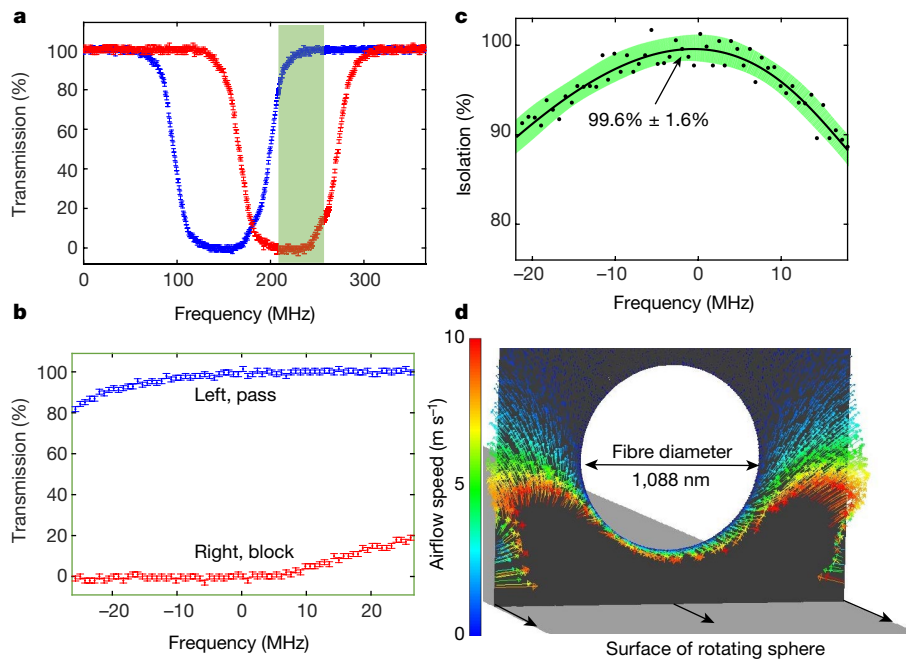 a
Transmission (%)
100
80
60
40
20
0
0
100
200
300
Frequency (MHz)
b
Transmission (%)
100
80
60
40
20
0
Left, pass
Right, block
−20
−10
0
10
20
Frequency (MHz)
c
Isolation (%)
100
90
80
99.6% ± 1.6%
−20
−10
0
10
Frequency (MHz)
d
Airflow speed (m s⁻¹)
10
5
0
Fibre diameter
1,088 nm
Surface of rotating sphere